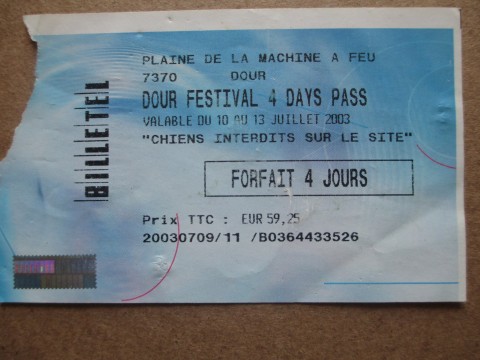 PLAINE DE LA MACHINE A FEU
7370 DOUR
DOUR FESTIVAL 4 DAYS PASS
VALABLE DU 10 AU 13 JUILLET 2003
"CHIENS INTERDITS SUR LE SITE"
FORFAIT 4 JOURS
Prix TTC : EUR 59,25
20030709/11 /B0364433526
BILLETEL